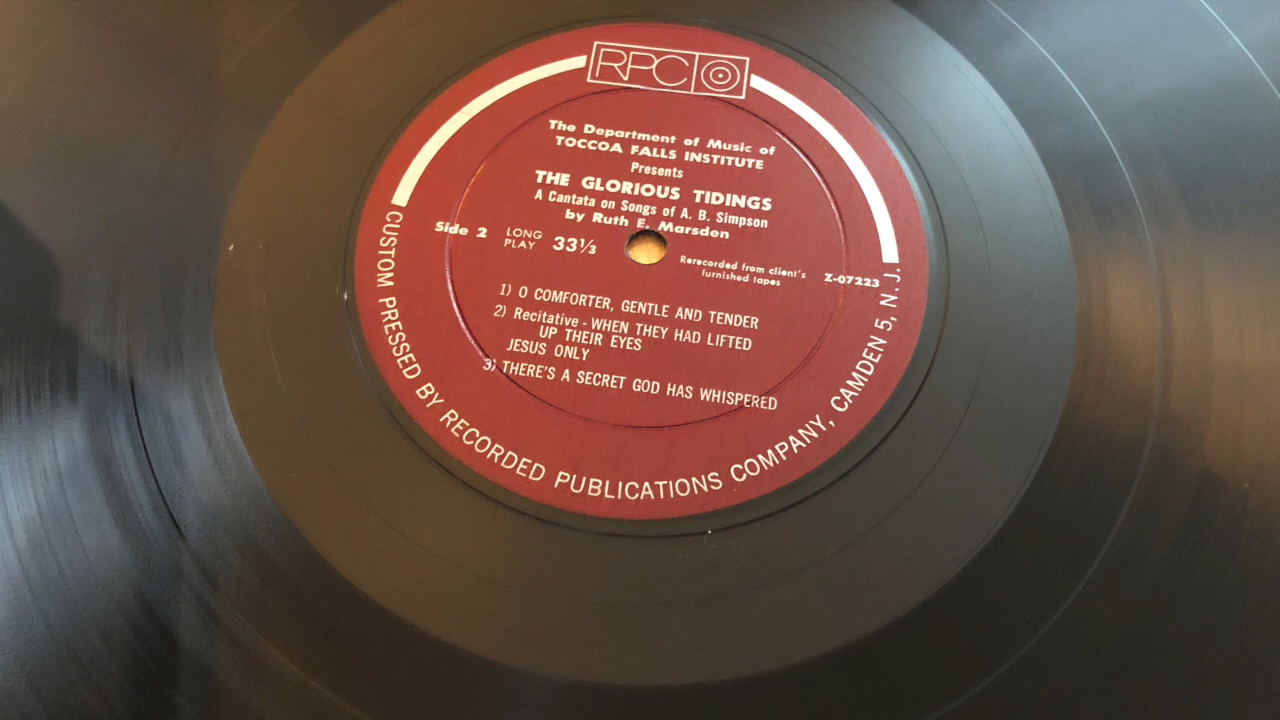 RPC
The Department of Music of
TOCCOA FALLS INSTITUTE
Presents
THE GLORIOUS TIDINGS
A Cantata on Songs of A. B. Simpson
by Ruth E. Marsden
Side 2
LONG
PLAY
33⅓
Rerecorded from client's
furnished tapes
Z-07223
1) O COMFORTER, GENTLE AND TENDER
2) Recitative - WHEN THEY HAD LIFTED
UP THEIR EYES
JESUS ONLY
3) THERE'S A SECRET GOD HAS WHISPERED
CUSTOM PRESSED BY RECORDED PUBLICATIONS COMPANY, CAMDEN 5, N. J.